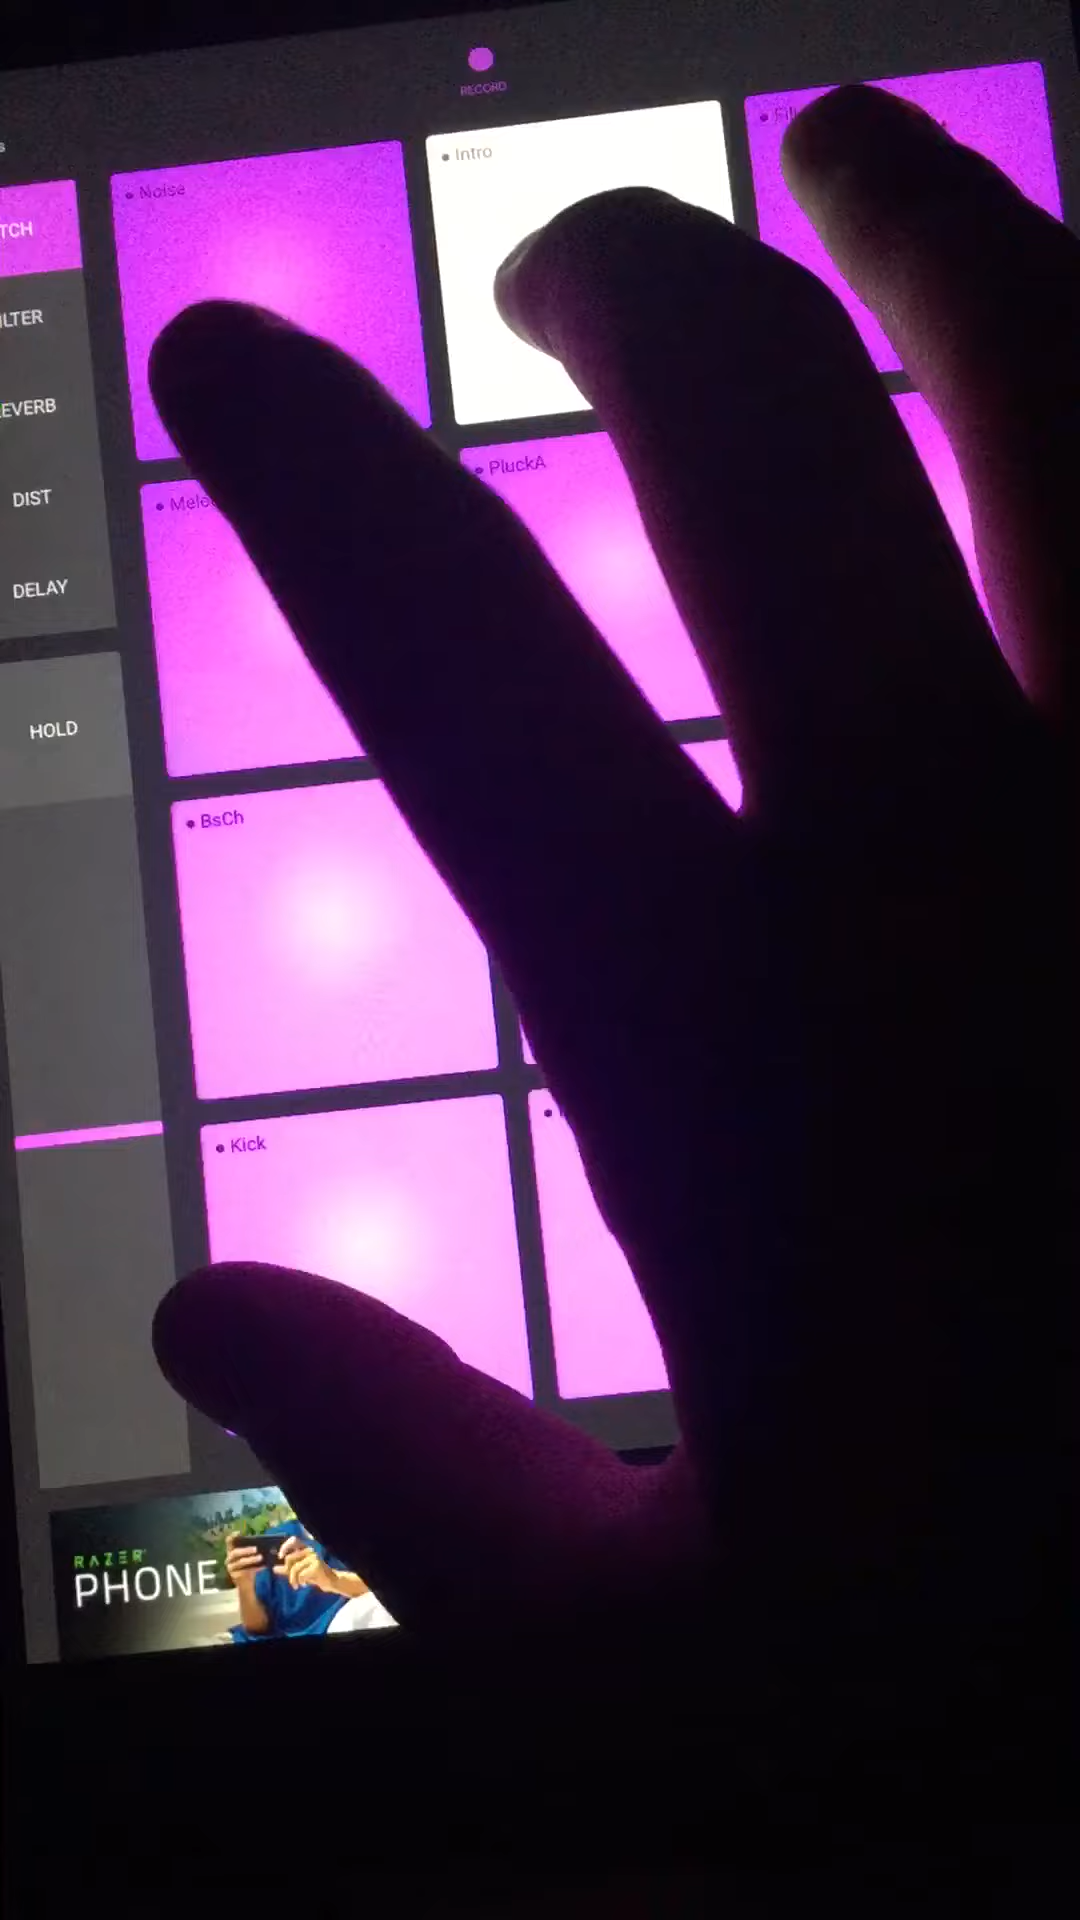 RECORD
s
Noise
Intro
TCH
ILTER
EVERB
PluckA
DIST
DELAY
HOLD
BsCh
Kick
RAZER
PHONE